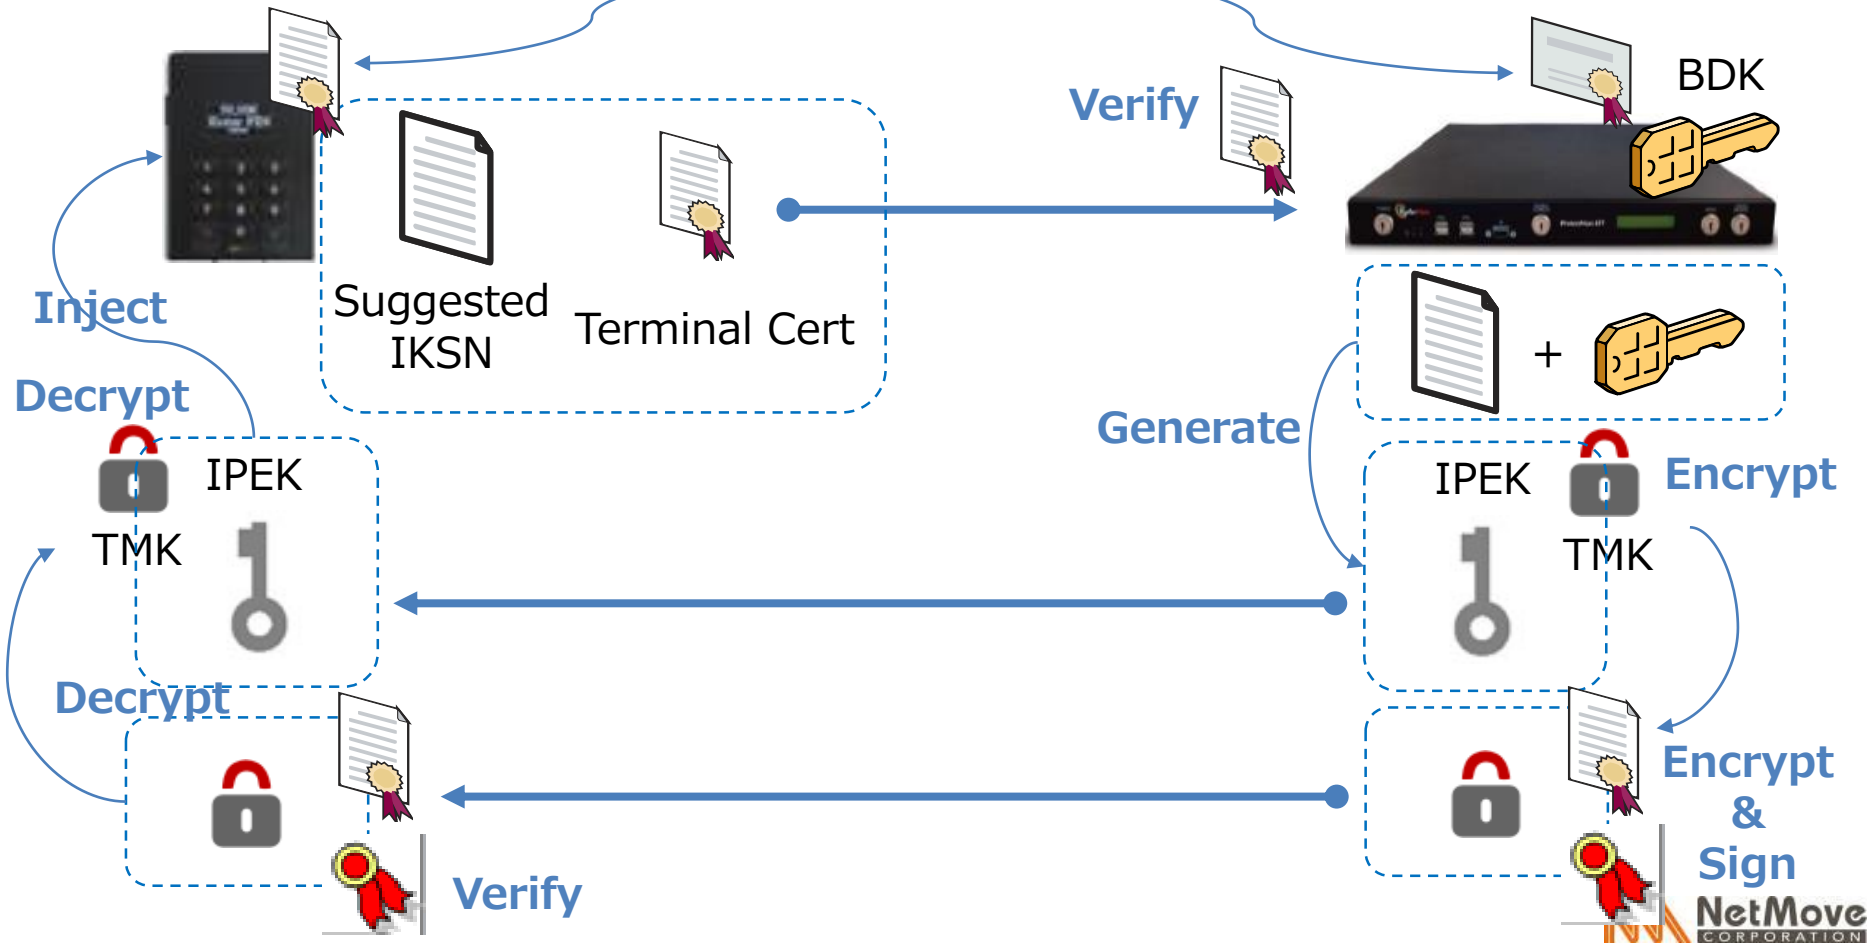 BDK
Verify
Suggested
IKSN
Terminal Cert
Inject
+
Decrypt
Generate
IPEK
TMK
IPEK
Encrypt
TMK
Decrypt
Encrypt
&
Sign
Verify
NetMove
CORPORATION